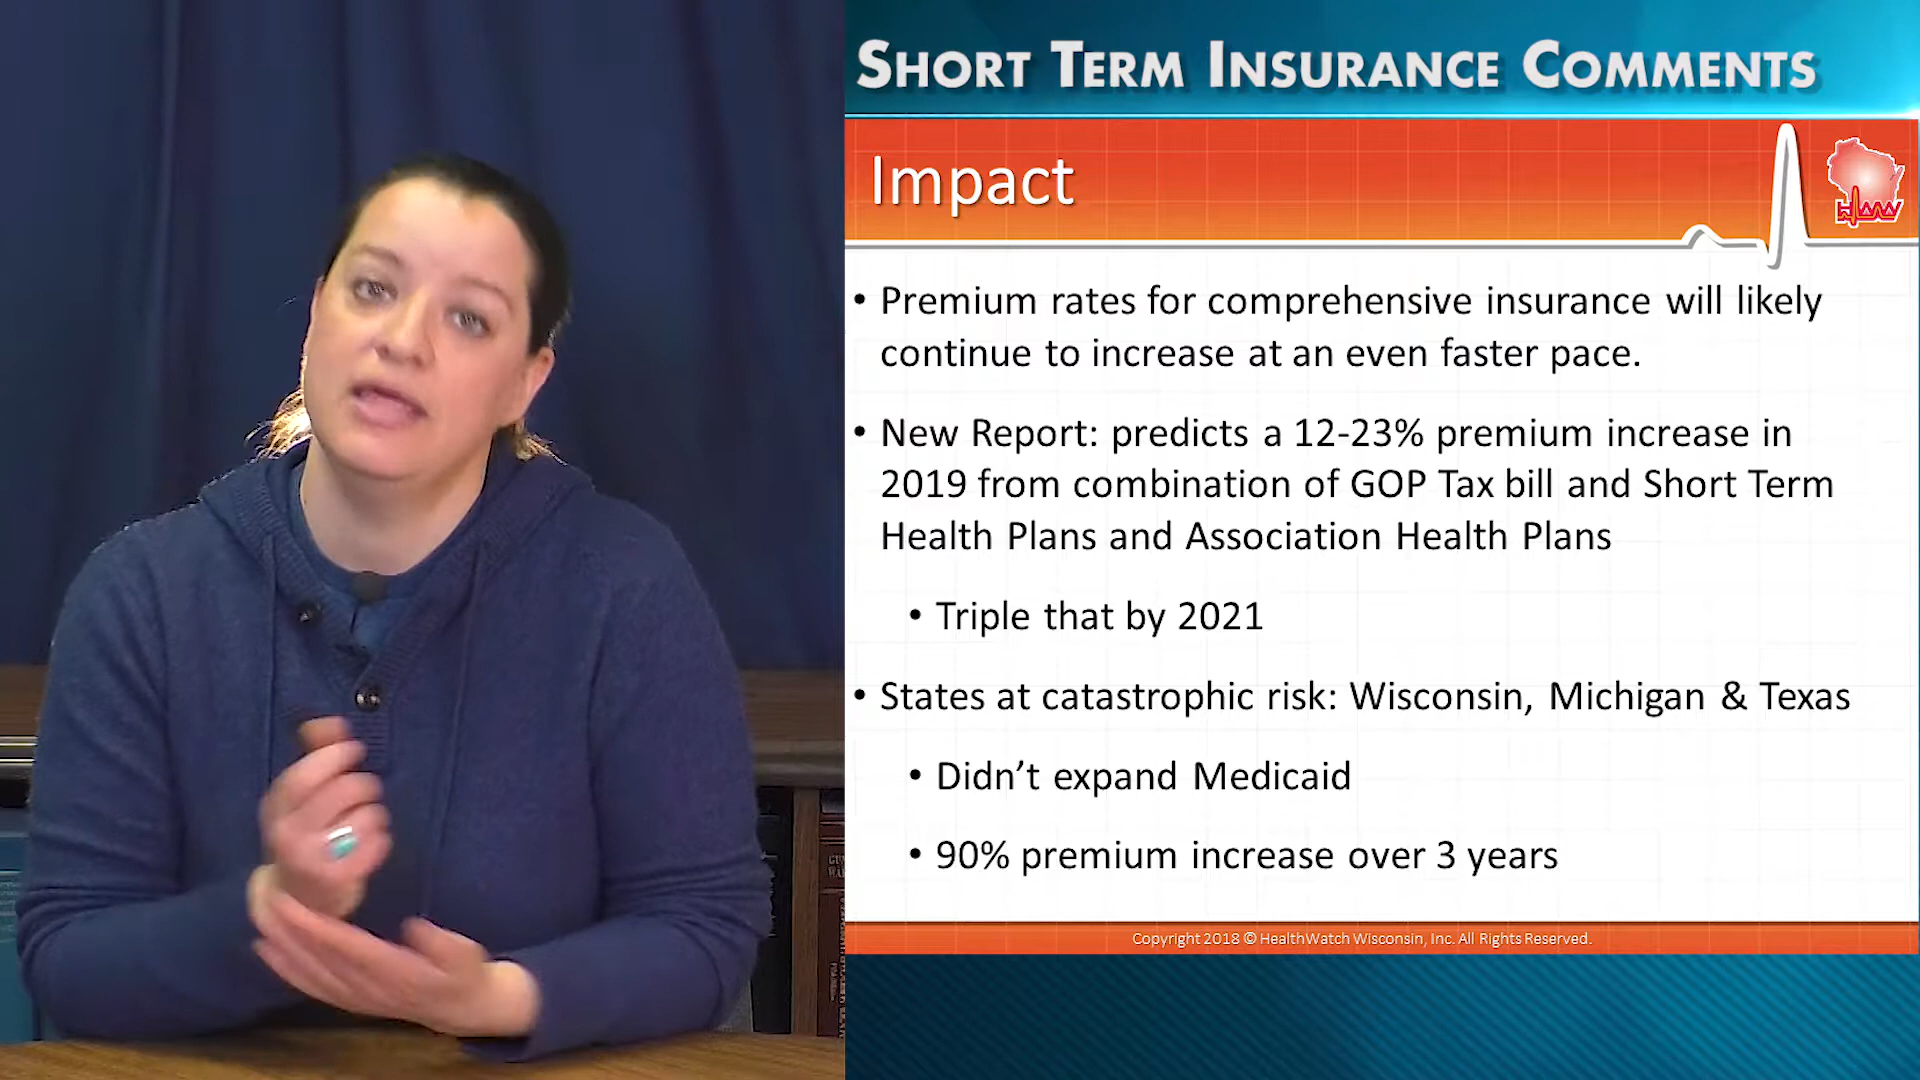 SHORT TERM INSURANCE COMMENTS
Impact
• Premium rates for comprehensive insurance will likely
continue to increase at an even faster pace.
• New Report: predicts a 12-23% premium increase in
2019 from combination of GOP Tax bill and Short Term
Health Plans and Association Health Plans
• Triple that by 2021
• States at catastrophic risk: Wisconsin, Michigan & Texas
• Didn't expand Medicaid
• 90% premium increase over 3 years
Copyright 2018 © HealthWatch Wisconsin, Inc. All Rights Reserved.